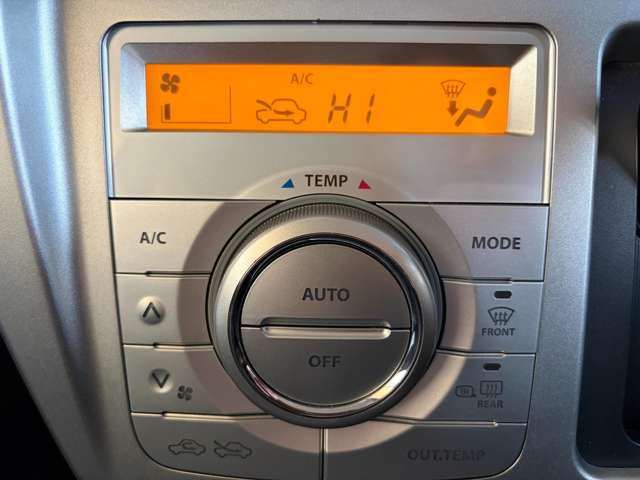 A/C
HI
TEMP
A/C
MODE
AUTO
OFF
FRONT
REAR
OUT.TEMP